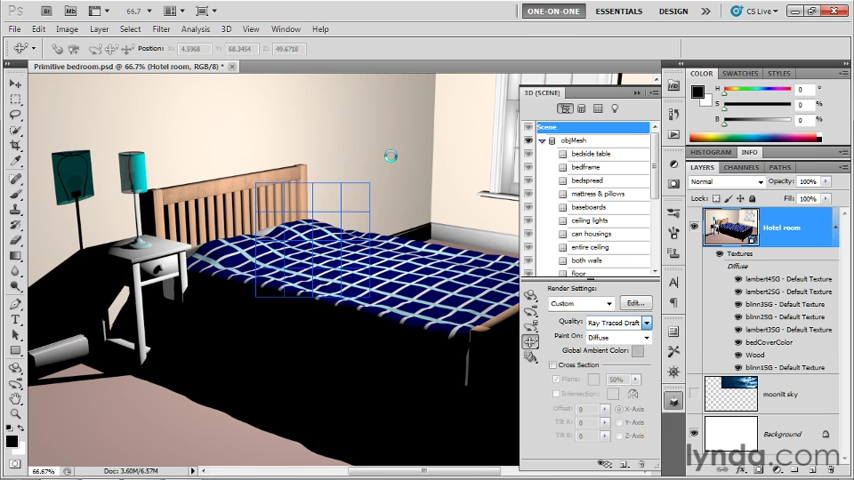 Ps Br Mb 66.7
ONE-ON-ONE ESSENTIALS DESIGN CS Live
File Edit Image Layer Select Filter Analysis 3D View Window Help
Position: X: 4.5968 Y: 68.3454 Z: 49.6718
Primitive bedroom.psd @ 66.7% (Hotel room, RGB/8) *
3D {SCENE}
Scene
objMesh
bedside table
bedframe
bedspread
mattress & pillows
baseboards
ceiling lights
can housings
entire ceiling
both walls
floor
Render Settings:
Custom Edit...
Quality: Ray Traced Draft
Paint On: Diffuse
Global Ambient Color:
Cross Section
Plane: 50%
Intersection:
Offset: 0 X-Axis
Tilt A: 0 Y-Axis
Tilt B: 0 Z-Axis
COLOR SWATCHES STYLES
H 0 °
S 0 %
B 0 %
HISTOGRAM INFO
LAYERS CHANNELS PATHS
Normal Opacity: 100%
Lock: Fill: 100%
Hotel room
Textures
Diffuse
lambert4SG - Default Texture
lambert2SG - Default Texture
blinn3SG - Default Texture
blinn2SG - Default Texture
lambert3SG - Default Texture
bedCoverColor
Wood
blinn1SG - Default Texture
moonlit sky
Background
66.67% Doc: 3.60M/6.57M
lynda.com